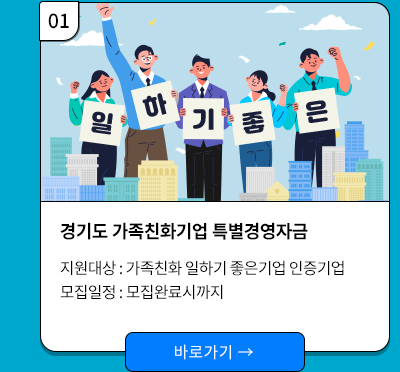 01
일 하 기 좋 은
경기도 가족친화기업 특별경영자금
지원대상 : 가족친화 일하기 좋은기업 인증기업
모집일정 : 모집완료시까지
바로가기 →